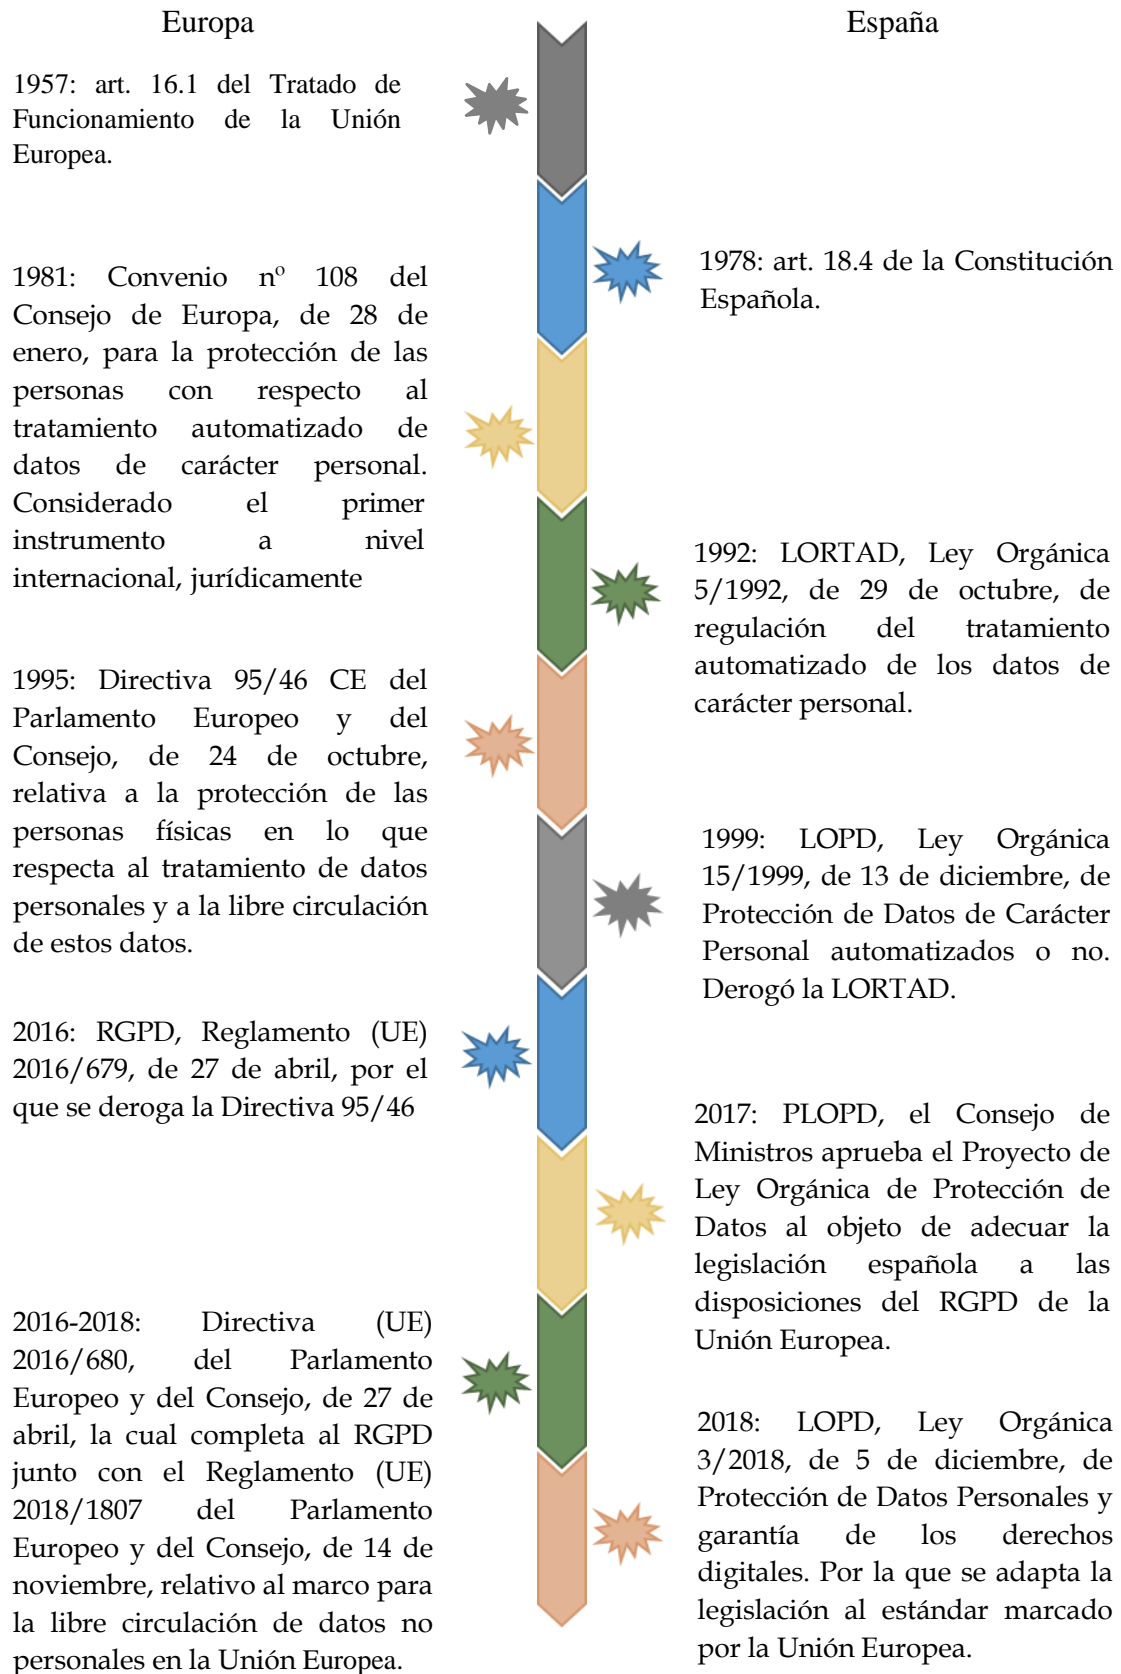 Europa
España
1957: art. 16.1 del Tratado de
Funcionamiento de la Unión
Europea.
1978: art. 18.4 de la Constitución
Española.
1981: Convenio nº 108 del
Consejo de Europa, de 28 de
enero, para la protección de las
personas con respecto al
tratamiento automatizado de
datos de carácter personal.
Considerado el primer
instrumento a nivel
internacional, jurídicamente
1992: LORTAD, Ley Orgánica
5/1992, de 29 de octubre, de
regulación del tratamiento
automatizado de los datos de
carácter personal.
1995: Directiva 95/46 CE del
Parlamento Europeo y del
Consejo, de 24 de octubre,
relativa a la protección de las
personas físicas en lo que
respecta al tratamiento de datos
personales y a la libre circulación
de estos datos.
1999: LOPD, Ley Orgánica
15/1999, de 13 de diciembre, de
Protección de Datos de Carácter
Personal automatizados o no.
Derogó la LORTAD.
2016: RGPD, Reglamento (UE)
2016/679, de 27 de abril, por el
que se deroga la Directiva 95/46
2017: PLOPD, el Consejo de
Ministros aprueba el Proyecto de
Ley Orgánica de Protección de
Datos al objeto de adecuar la
legislación española a las
disposiciones del RGPD de la
Unión Europea.
2016-2018: Directiva (UE)
2016/680, del Parlamento
Europeo y del Consejo, de 27 de
abril, la cual completa al RGPD
junto con el Reglamento (UE)
2018/1807 del Parlamento
Europeo y del Consejo, de 14 de
noviembre, relativo al marco para
la libre circulación de datos no
personales en la Unión Europea.
2018: LOPD, Ley Orgánica
3/2018, de 5 de diciembre, de
Protección de Datos Personales y
garantía de los derechos
digitales. Por la que se adapta la
legislación al estándar marcado
por la Unión Europea.